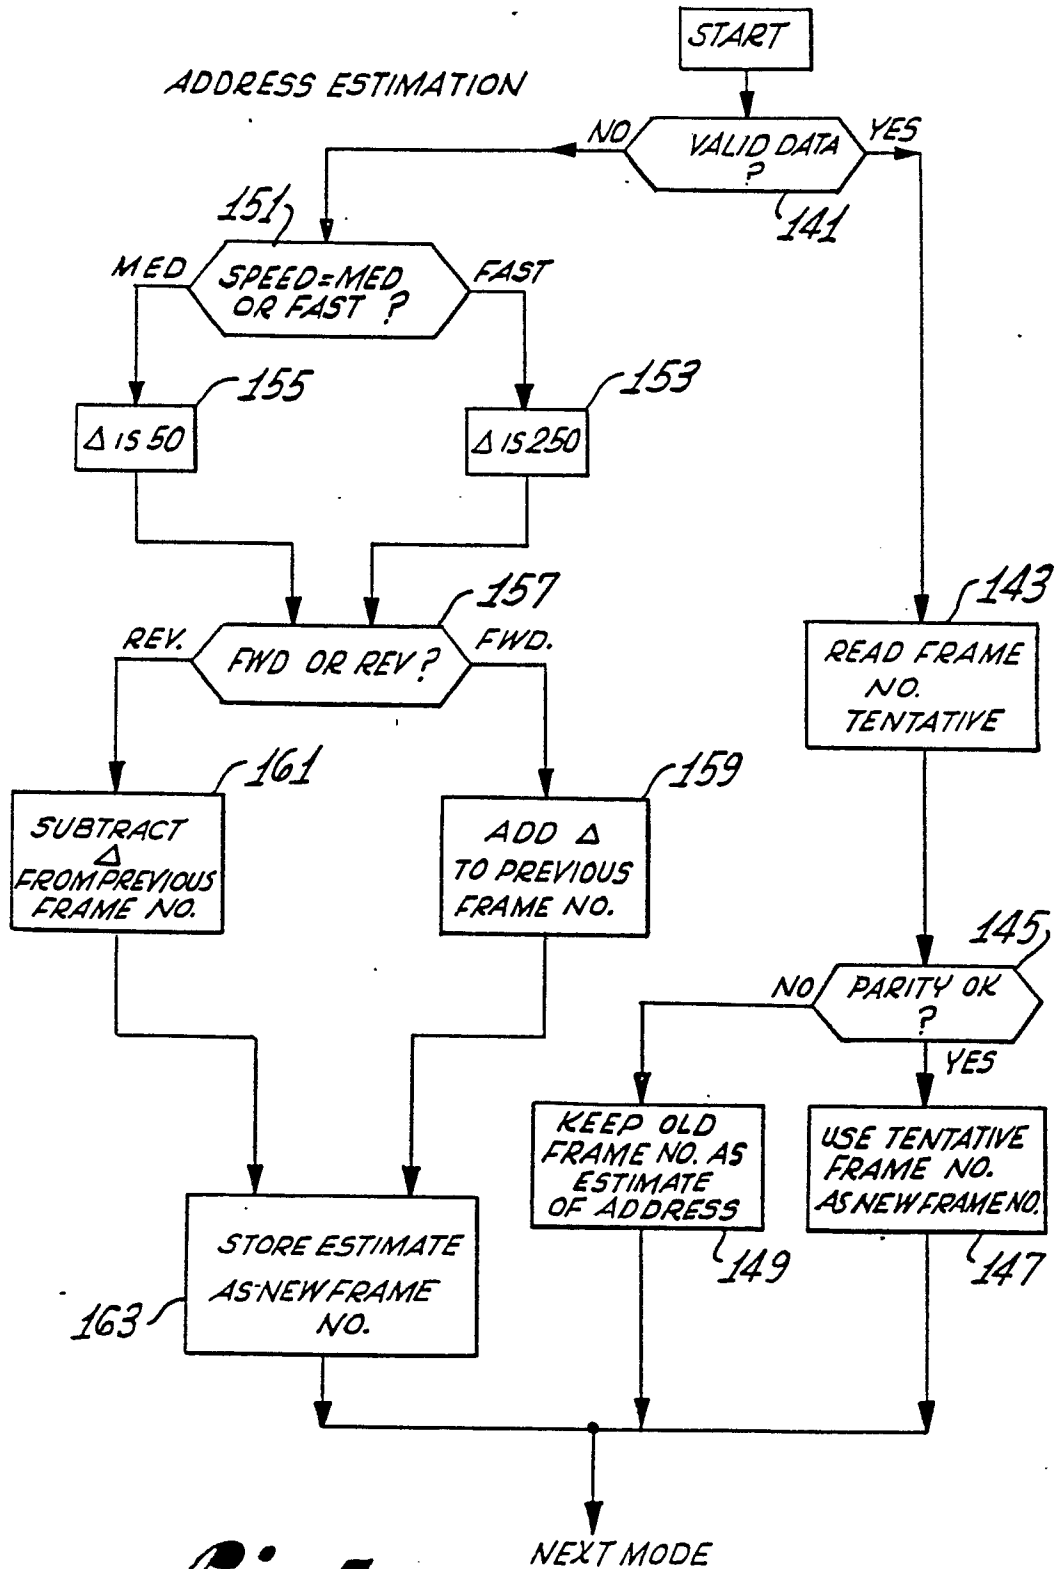 START
ADDRESS ESTIMATION
NO
VALID DATA
?
YES
141
151
MED
SPEED=MED
OR FAST ?
FAST
155
153
Δ IS 50
Δ IS 250
157
143
REV.
FWD OR REV?
FWD.
READ FRAME
NO.
TENTATIVE
161
159
SUBTRACT
Δ
FROM PREVIOUS
FRAME NO.
ADD Δ
TO PREVIOUS
FRAME NO.
145
NO
PARITY OK
?
YES
KEEP OLD
FRAME NO. AS
ESTIMATE
OF ADDRESS
USE TENTATIVE
FRAME NO.
AS NEW FRAME NO.
149
147
STORE ESTIMATE
AS NEW FRAME
NO.
163
NEXT MODE